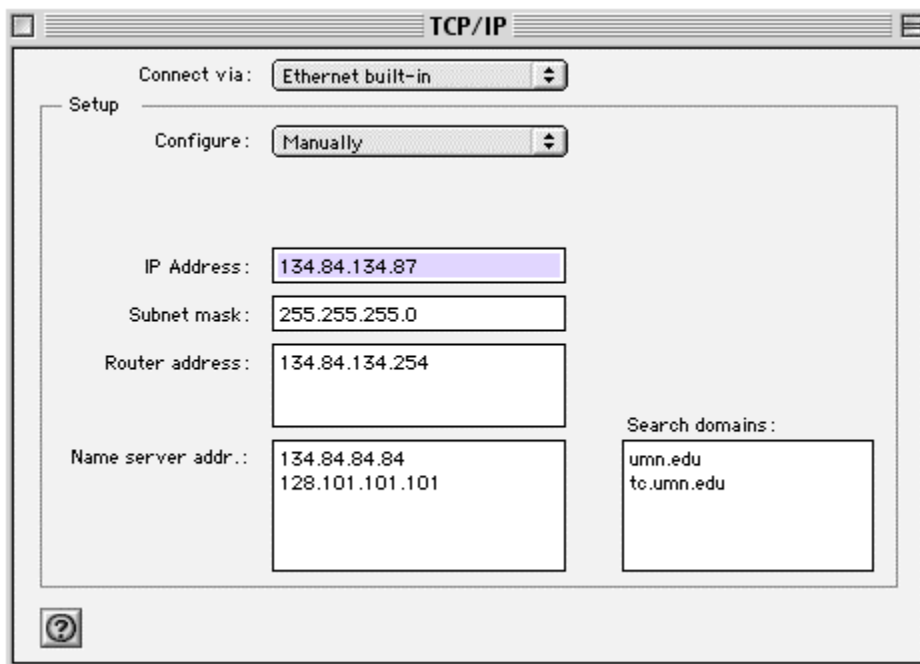 TCP/IP
Connect via: Ethernet built-in
Setup
Configure: Manually
IP Address: 134.84.134.87
Subnet mask: 255.255.255.0
Router address: 134.84.134.254
Search domains:
Name server addr.: 134.84.84.84
128.101.101.101
umn.edu
tc.umn.edu
?